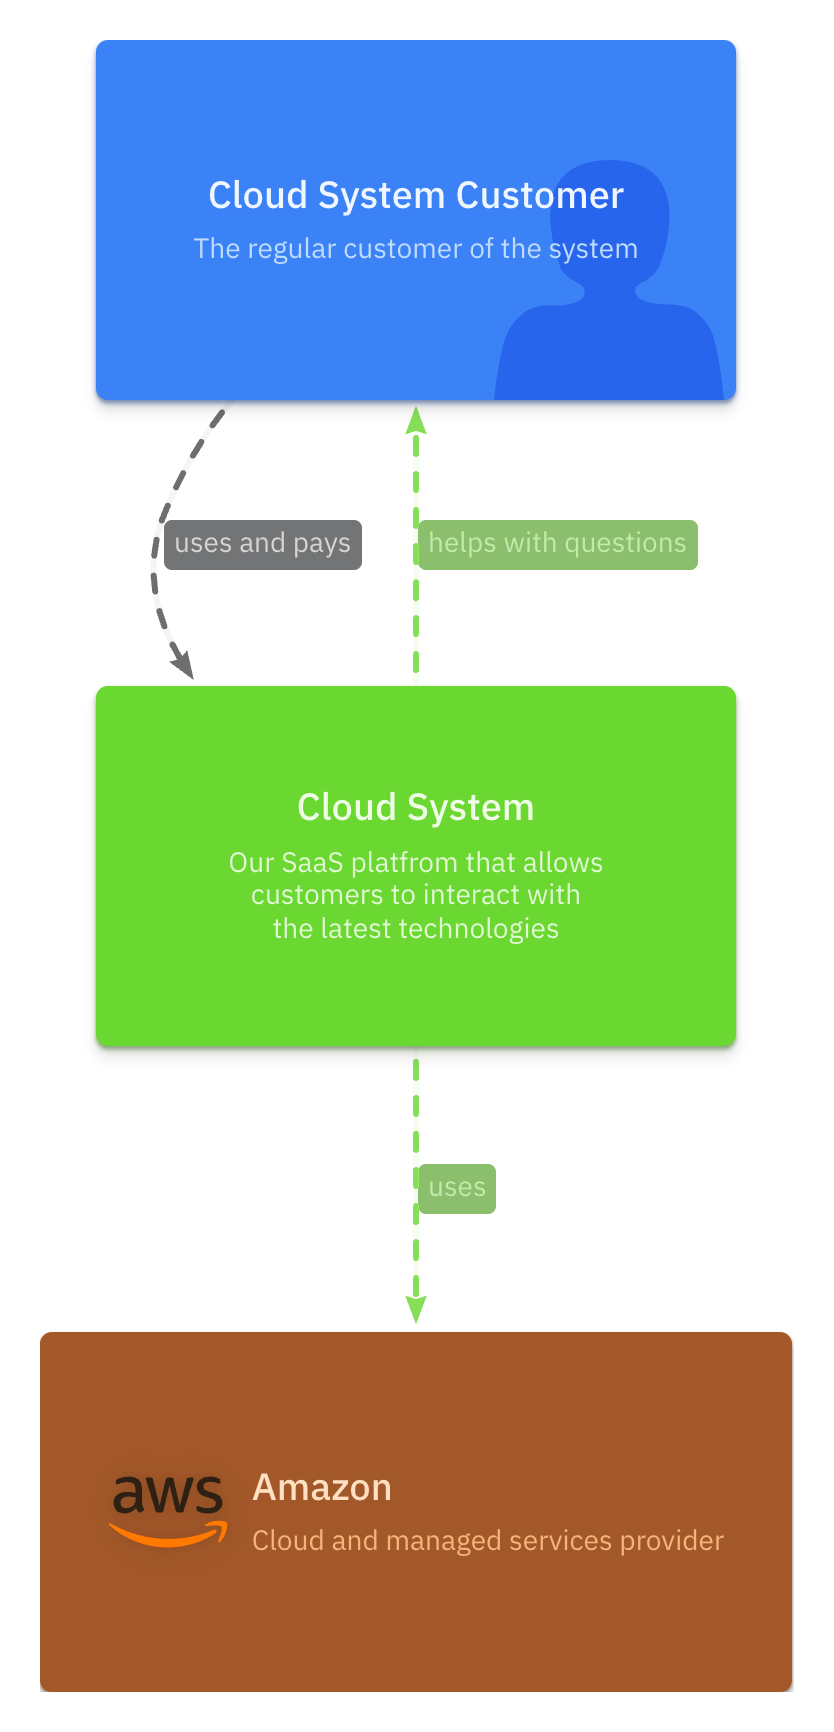 Cloud System Customer
The regular customer of the system
uses and pays
helps with questions
Cloud System
Our SaaS platfrom that allows
customers to interact with
the latest technologies
uses
aws
Amazon
Cloud and managed services provider